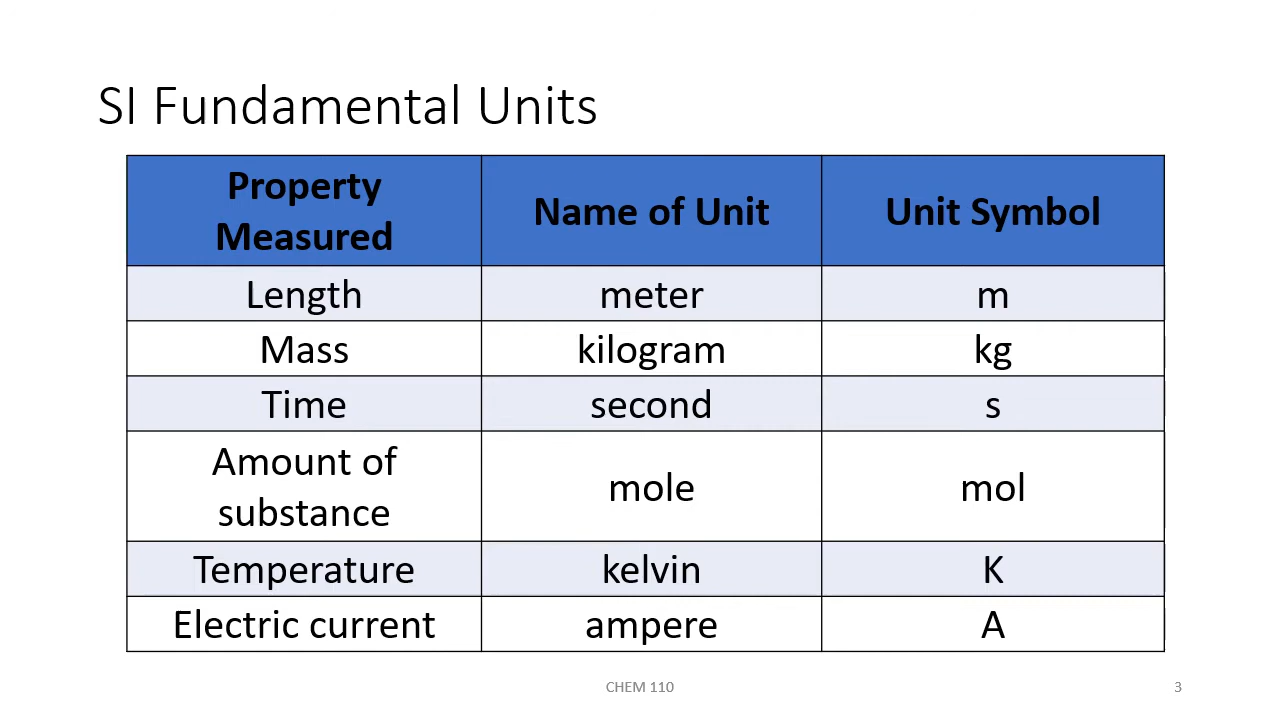 SI Fundamental Units
Property
Measured
Name of Unit
Unit Symbol
Length
meter
m
Mass
kilogram
kg
Time
second
s
Amount of
substance
mole
mol
Temperature
kelvin
K
Electric current
ampere
A
CHEM 110
3